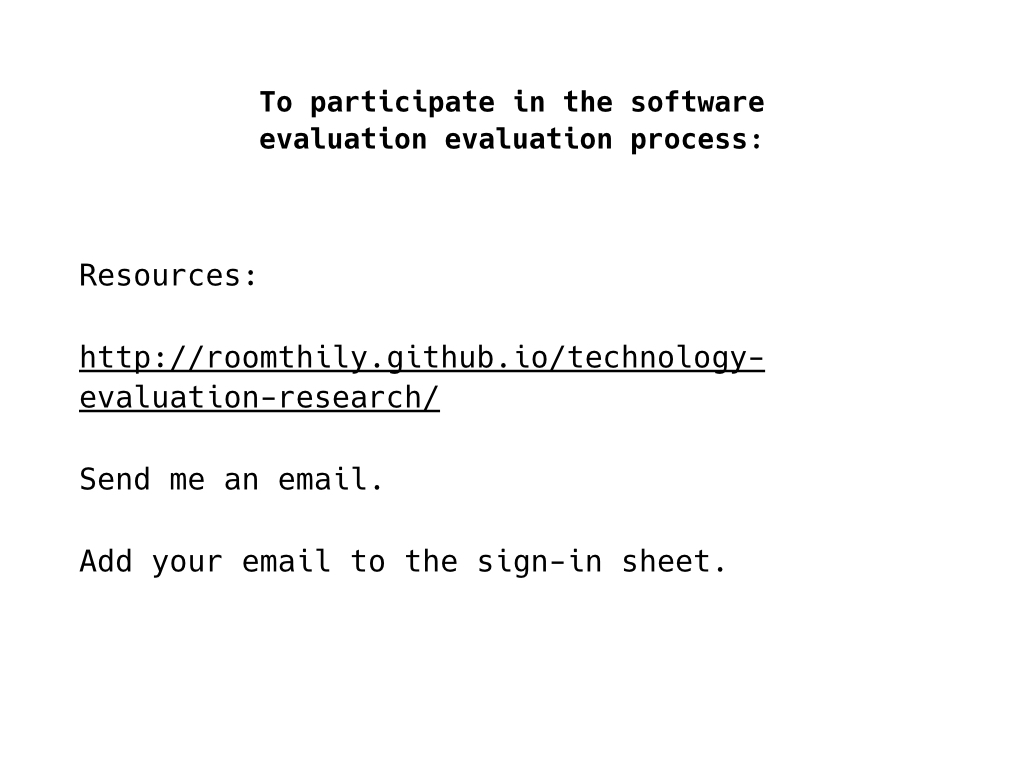 To participate in the software
evaluation evaluation process:
Resources:
http://roomthily.github.io/technology-
evaluation-research/
Send me an email.
Add your email to the sign-in sheet.